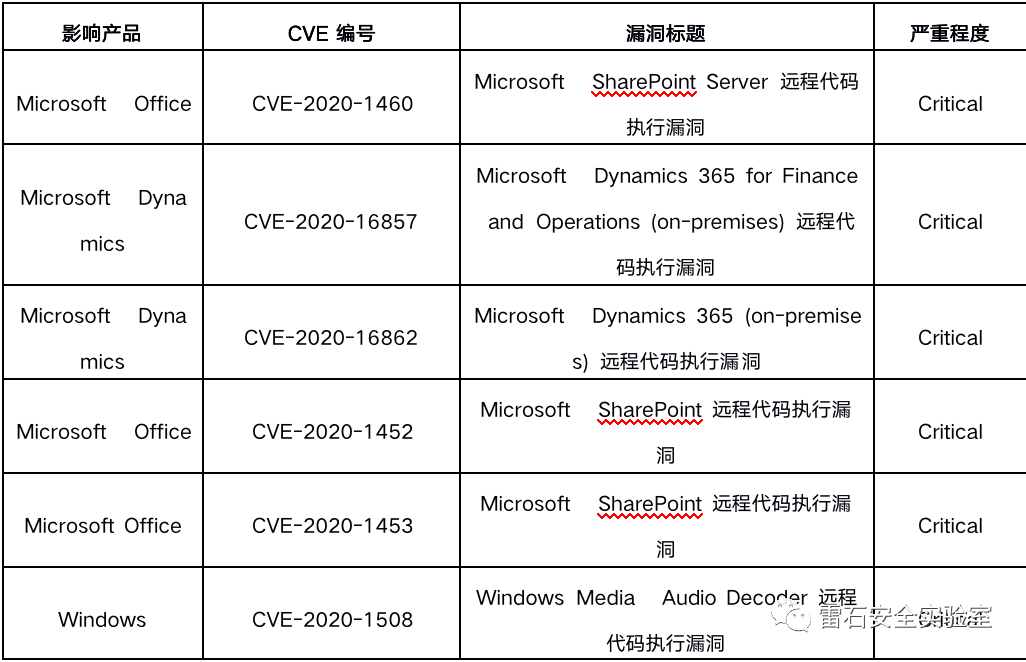 影响产品 CVE 编号 漏洞标题 严重程度
Microsoft Office CVE-2020-1460 Microsoft SharePoint Server 远程代码
执行漏洞 Critical
Microsoft Dyna
mics CVE-2020-16857 Microsoft Dynamics 365 for Finance
and Operations (on-premises) 远程代
码执行漏洞 Critical
Microsoft Dyna
mics CVE-2020-16862 Microsoft Dynamics 365 (on-premise
s) 远程代码执行漏洞 Critical
Microsoft Office CVE-2020-1452 Microsoft SharePoint 远程代码执行漏
洞 Critical
Microsoft Office CVE-2020-1453 Microsoft SharePoint 远程代码执行漏
洞 Critical
Windows CVE-2020-1508 Windows Media Audio Decoder 远程
代码执行漏洞 Critical
雷石安全实验室